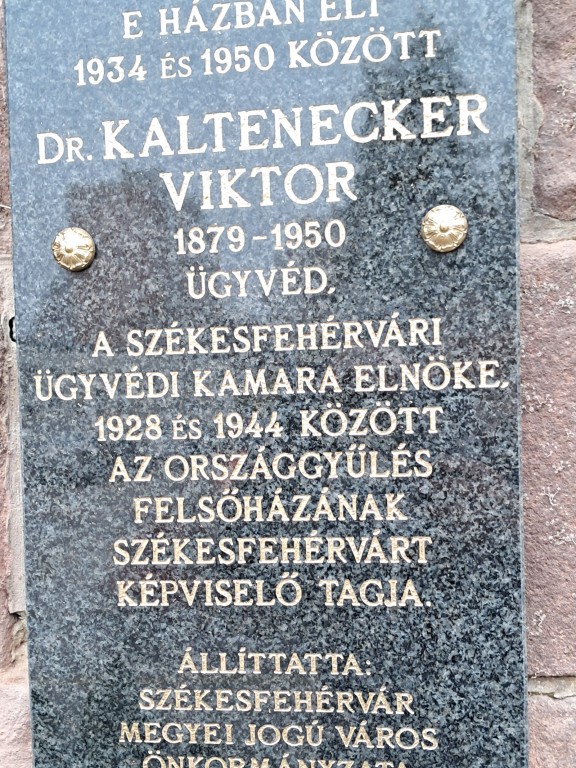 E HÁZBAN ÉLT
1934 ÉS 1950 KÖZÖTT
DR. KALTENECKER
VIKTOR
1879-1950
ÜGYVÉD,
A SZÉKESFEHÉRVÁRI
ÜGYVÉDI KAMARA ELNÖKE,
1928 ÉS 1944 KÖZÖTT
AZ ORSZÁGGYŰLÉS
FELSŐHÁZÁNAK
SZÉKESFEHÉRVÁRT
KÉPVISELŐ TAGJA.
ÁLLÍTTATTA:
SZÉKESFEHÉRVÁR
MEGYEI JOGÚ VÁROS
ÖNKORMÁNYZATA